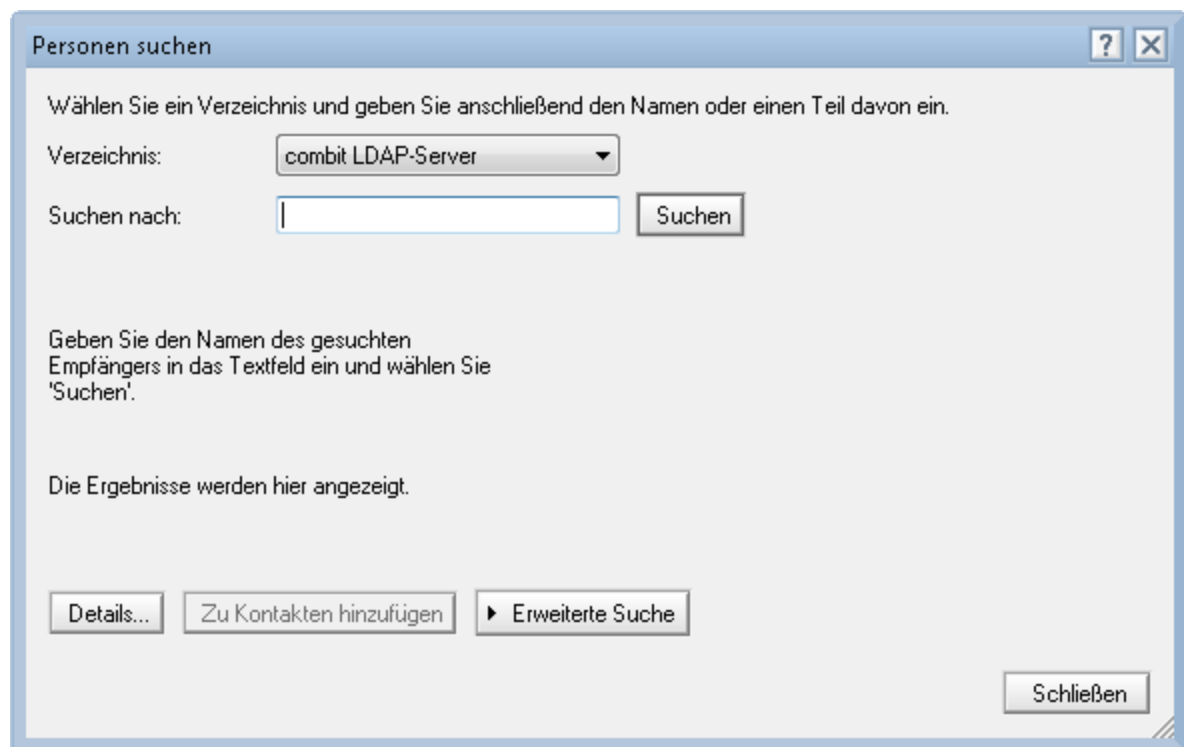 Personen suchen
?
Wählen Sie ein Verzeichnis und geben Sie anschließend den Namen oder einen Teil davon ein.
Verzeichnis: combit LDAP-Server
Suchen nach: Suchen
Geben Sie den Namen des gesuchten
Empfängers in das Textfeld ein und wählen Sie
'Suchen'.
Die Ergebnisse werden hier angezeigt.
Details... Zu Kontakten hinzufügen Erweiterte Suche
Schließen